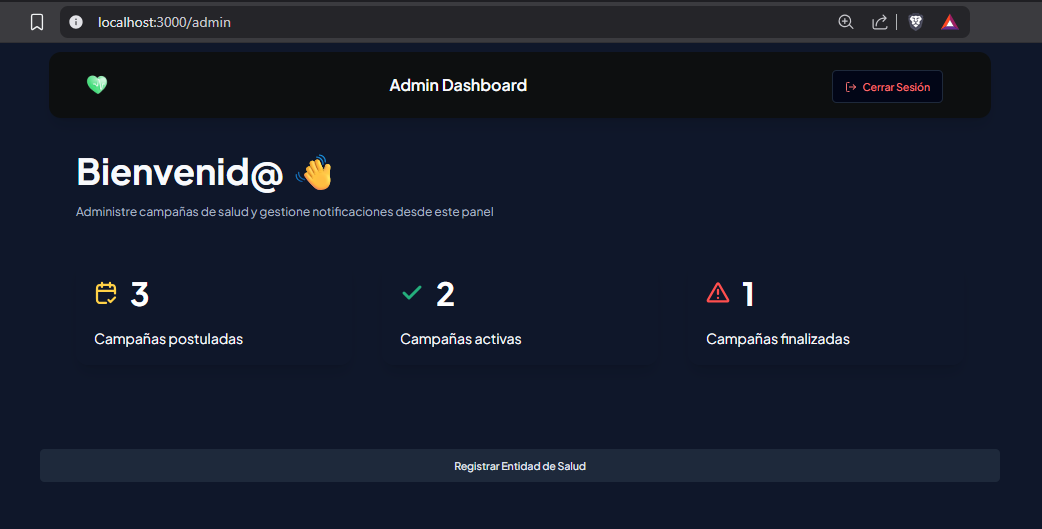 localhost:3000/admin
Admin Dashboard
Cerrar Sesión
Bienvenid@ 👋
Administre campañas de salud y gestione notificaciones desde este panel
3
Campañas postuladas
2
Campañas activas
1
Campañas finalizadas
Registrar Entidad de Salud